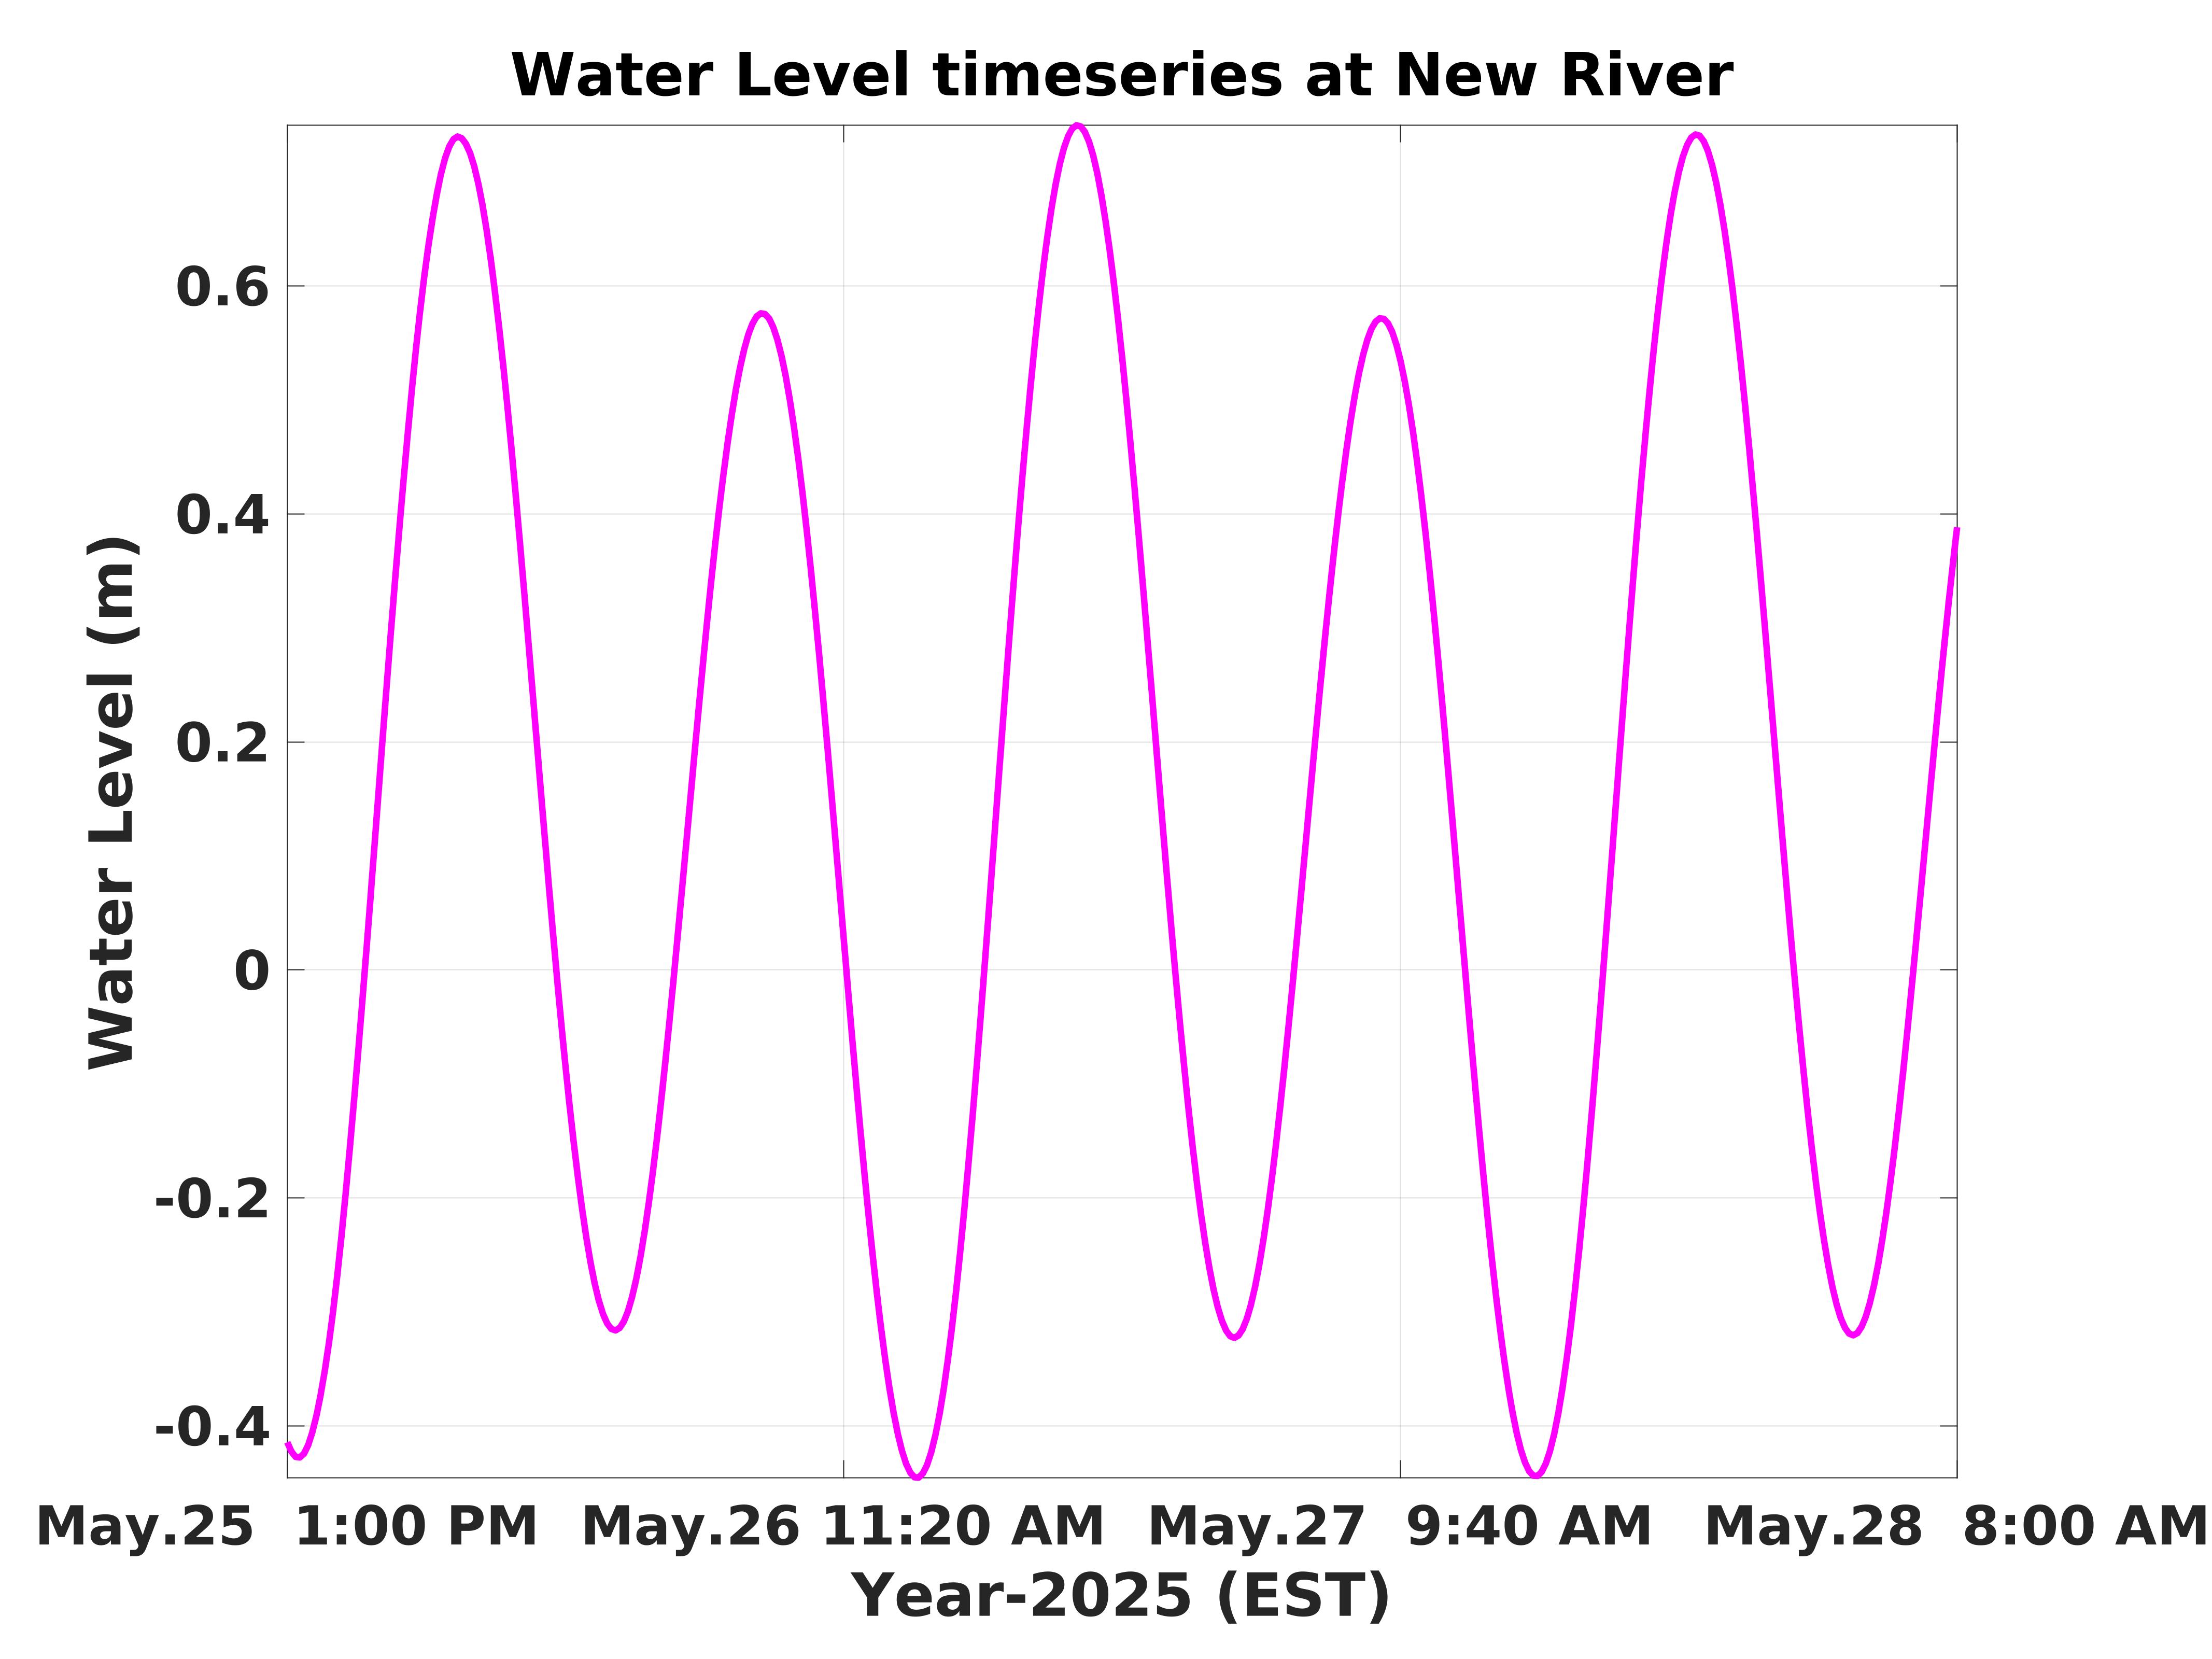 Water Level timeseries at New River
Water Level (m)
0.6
0.4
0.2
0
-0.2
-0.4
May.25  1:00 PM
May.26 11:20 AM
May.27  9:40 AM
May.28  8:00 AM
Year-2025 (EST)